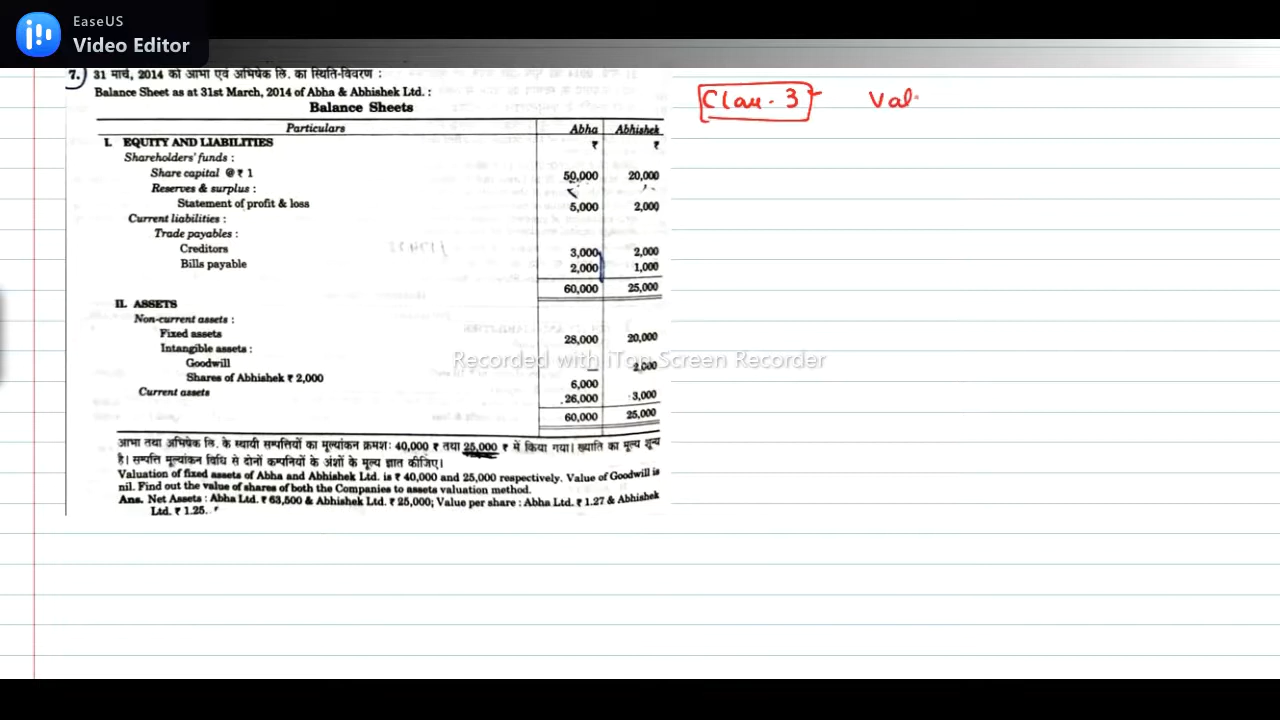 EaseUS
Video Editor
7. 31 मार्च, 2014 को आभा एवं अभिषेक लि. का स्थिति-विवरण :
Balance Sheet as at 31st March, 2014 of Abha & Abhishek Ltd. :
Balance Sheets
Particulars Abha Abhishek
I. EQUITY AND LIABILITIES ₹ ₹
Shareholders' funds :
Share capital @ ₹ 1 50,000 20,000
Reserves & surplus :
Statement of profit & loss 5,000 2,000
Current liabilities :
Trade payables :
Creditors 3,000 2,000
Bills payable 2,000 1,000
60,000 25,000
II. ASSETS
Non-current assets :
Fixed assets 28,000 20,000
Intangible assets :
Goodwill — 2,000
Shares of Abhishek ₹ 2,000 6,000
Current assets 26,000 3,000
60,000 25,000
आभा तथा अभिषेक लि. के स्थायी सम्पत्तियों का मूल्यांकन क्रमशः 40,000 ₹ तथा 25,000 ₹ में किया गया। ख्याति का मूल्य शून्य
है। सम्पत्ति मूल्यांकन विधि से दोनों कम्पनियों के अंशों के मूल्य ज्ञात कीजिए।
Valuation of fixed assets of Abha and Abhishek Ltd. is ₹ 40,000 and 25,000 respectively. Value of Goodwill is
nil. Find out the value of shares of both the Companies to assets valuation method.
Ans. Net Assets : Abha Ltd. ₹ 63,500 & Abhishek Ltd. ₹ 25,000; Value per share : Abha Ltd. ₹ 1.27 & Abhishek
Ltd. ₹ 1.25.
Class - 3 Val
Recorded with iTop Screen Recorder